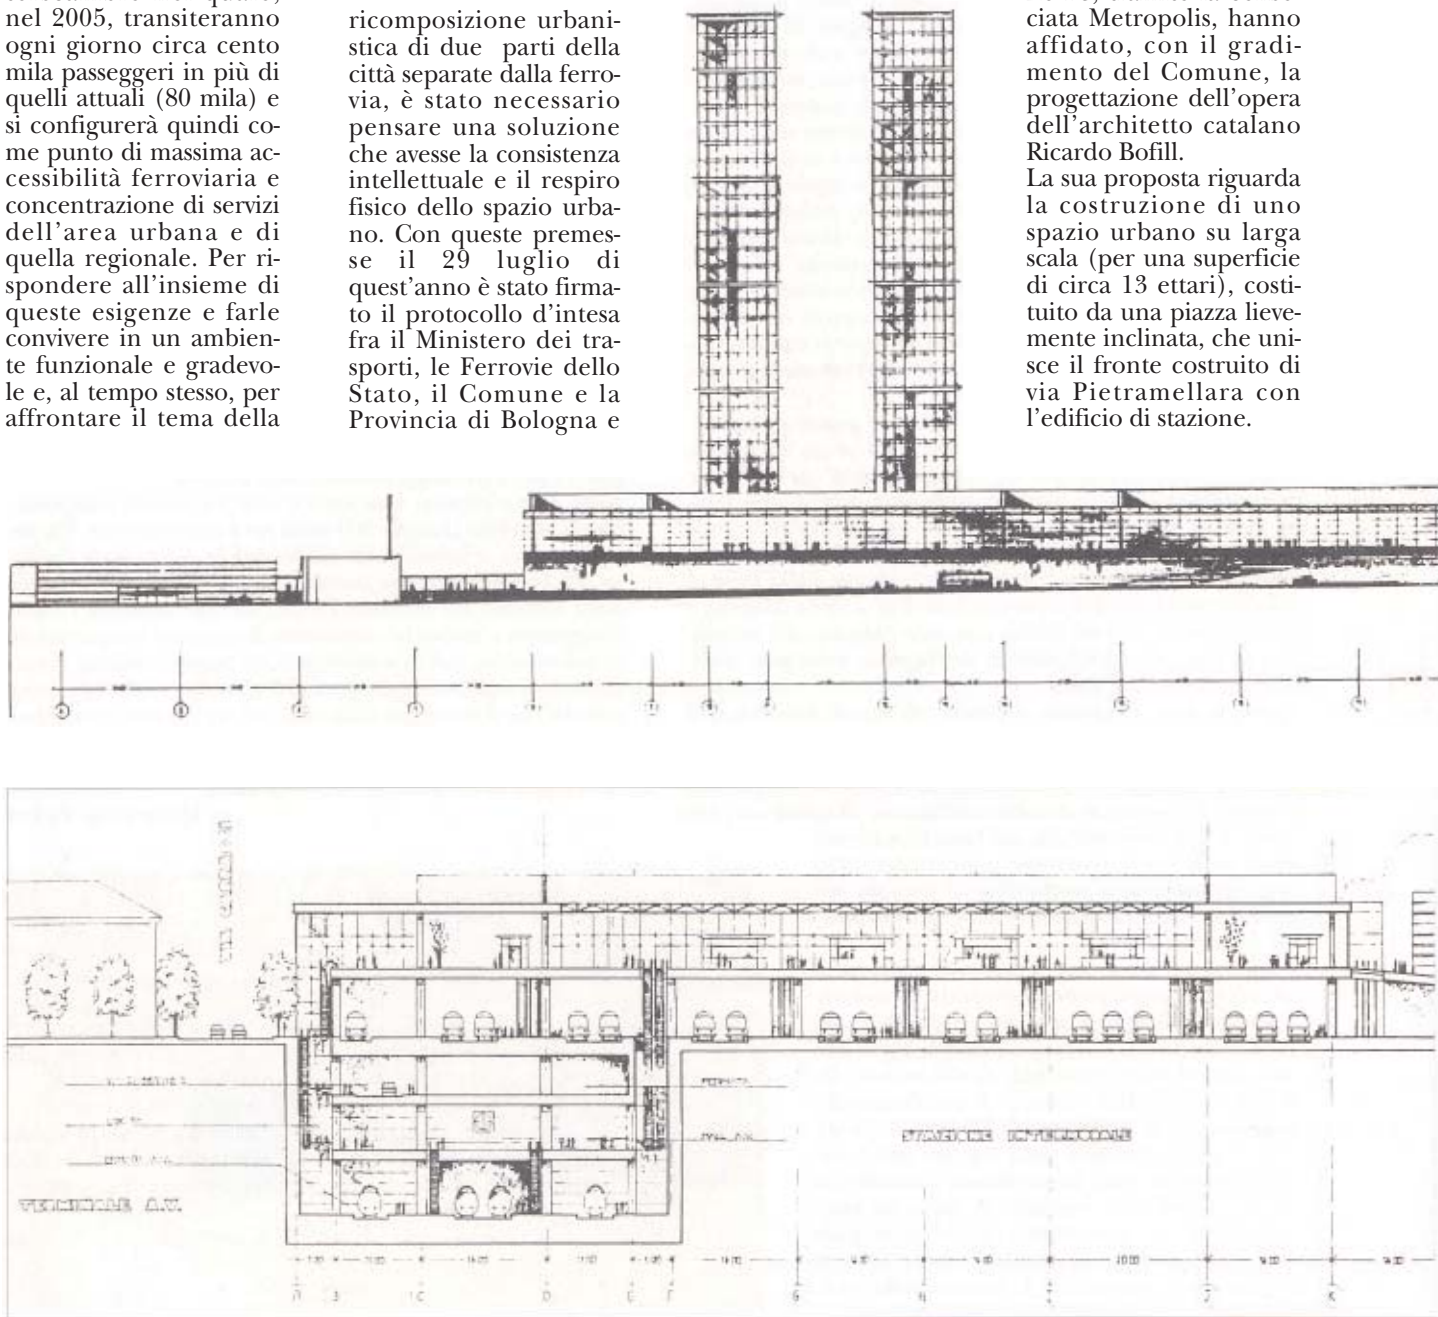 nel 2005, transiteranno
ogni giorno circa cento
mila passeggeri in più di
quelli attuali (80 mila) e
si configurerà quindi co-
me punto di massima ac-
cessibilità ferroviaria e
concentrazione di servizi
dell'area urbana e di
quella regionale. Per ri-
spondere all'insieme di
queste esigenze e farle
convivere in un ambien-
te funzionale e gradevo-
le e, al tempo stesso, per
affrontare il tema della
ricomposizione urbani-
stica di due parti della
città separate dalla ferro-
via, è stato necessario
pensare una soluzione
che avesse la consistenza
intellettuale e il respiro
fisico dello spazio urba-
no. Con queste premes-
se il 29 luglio di
quest'anno è stato firma-
to il protocollo d'intesa
fra il Ministero dei tra-
sporti, le Ferrovie dello
Stato, il Comune e la
Provincia di Bologna e
ciata Metropolis, hanno
affidato, con il gradi-
mento del Comune, la
progettazione dell'opera
dell'architetto catalano
Ricardo Bofill.
La sua proposta riguarda
la costruzione di uno
spazio urbano su larga
scala (per una superficie
di circa 13 ettari), costi-
tuito da una piazza lieve-
mente inclinata, che uni-
sce il fronte costruito di
via Pietramellara con
l'edificio di stazione.
STAZIONE INTERMODALE
TERMINALE A.V.